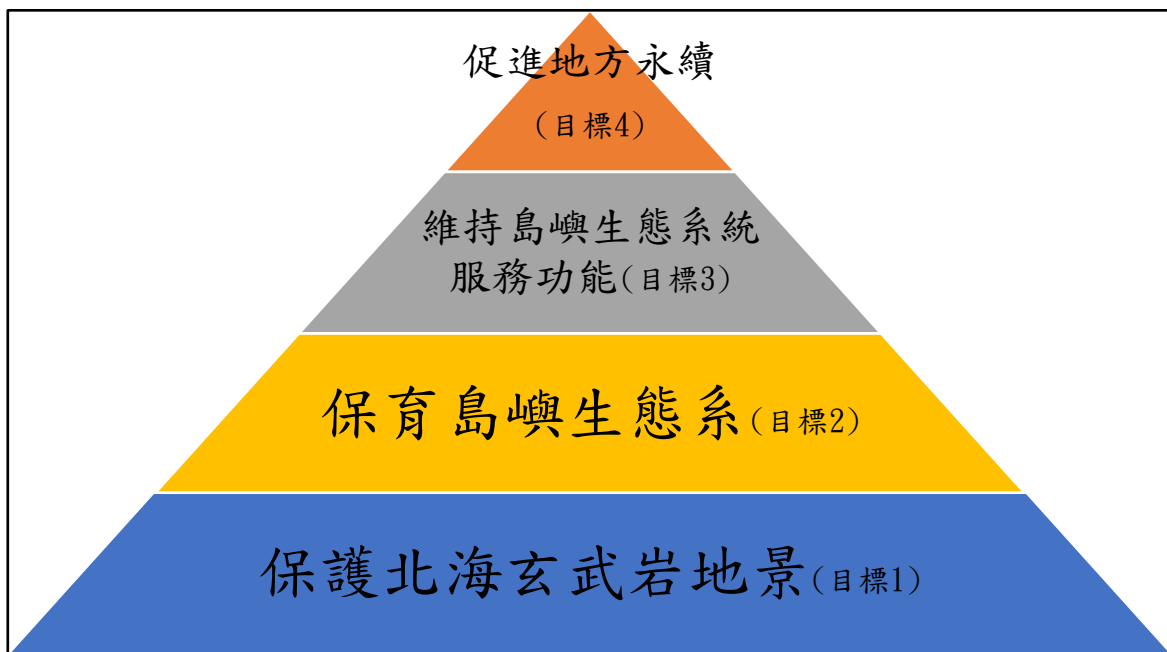 促進地方永續
(目標4)
維持島嶼生態系統
服務功能(目標3)
保育島嶼生態系(目標2)
保護北海玄武岩地景(目標1)